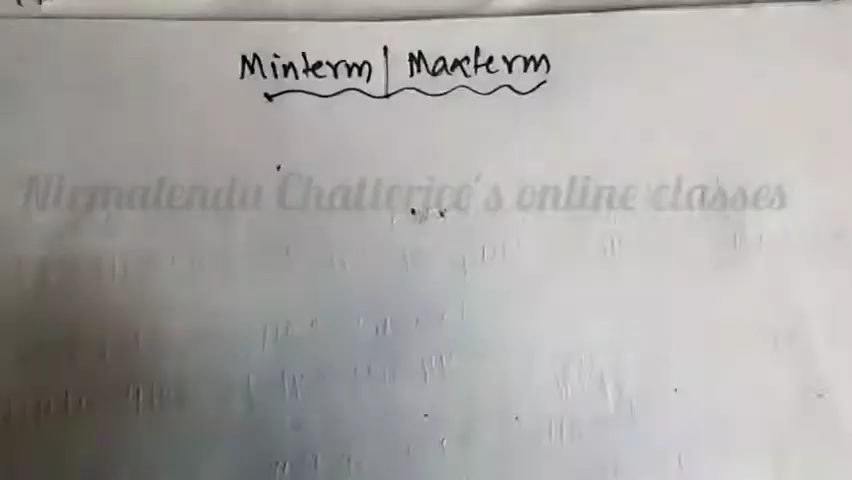 Minterm | Maxterm
Nirmalendu Chatterjee's online classes